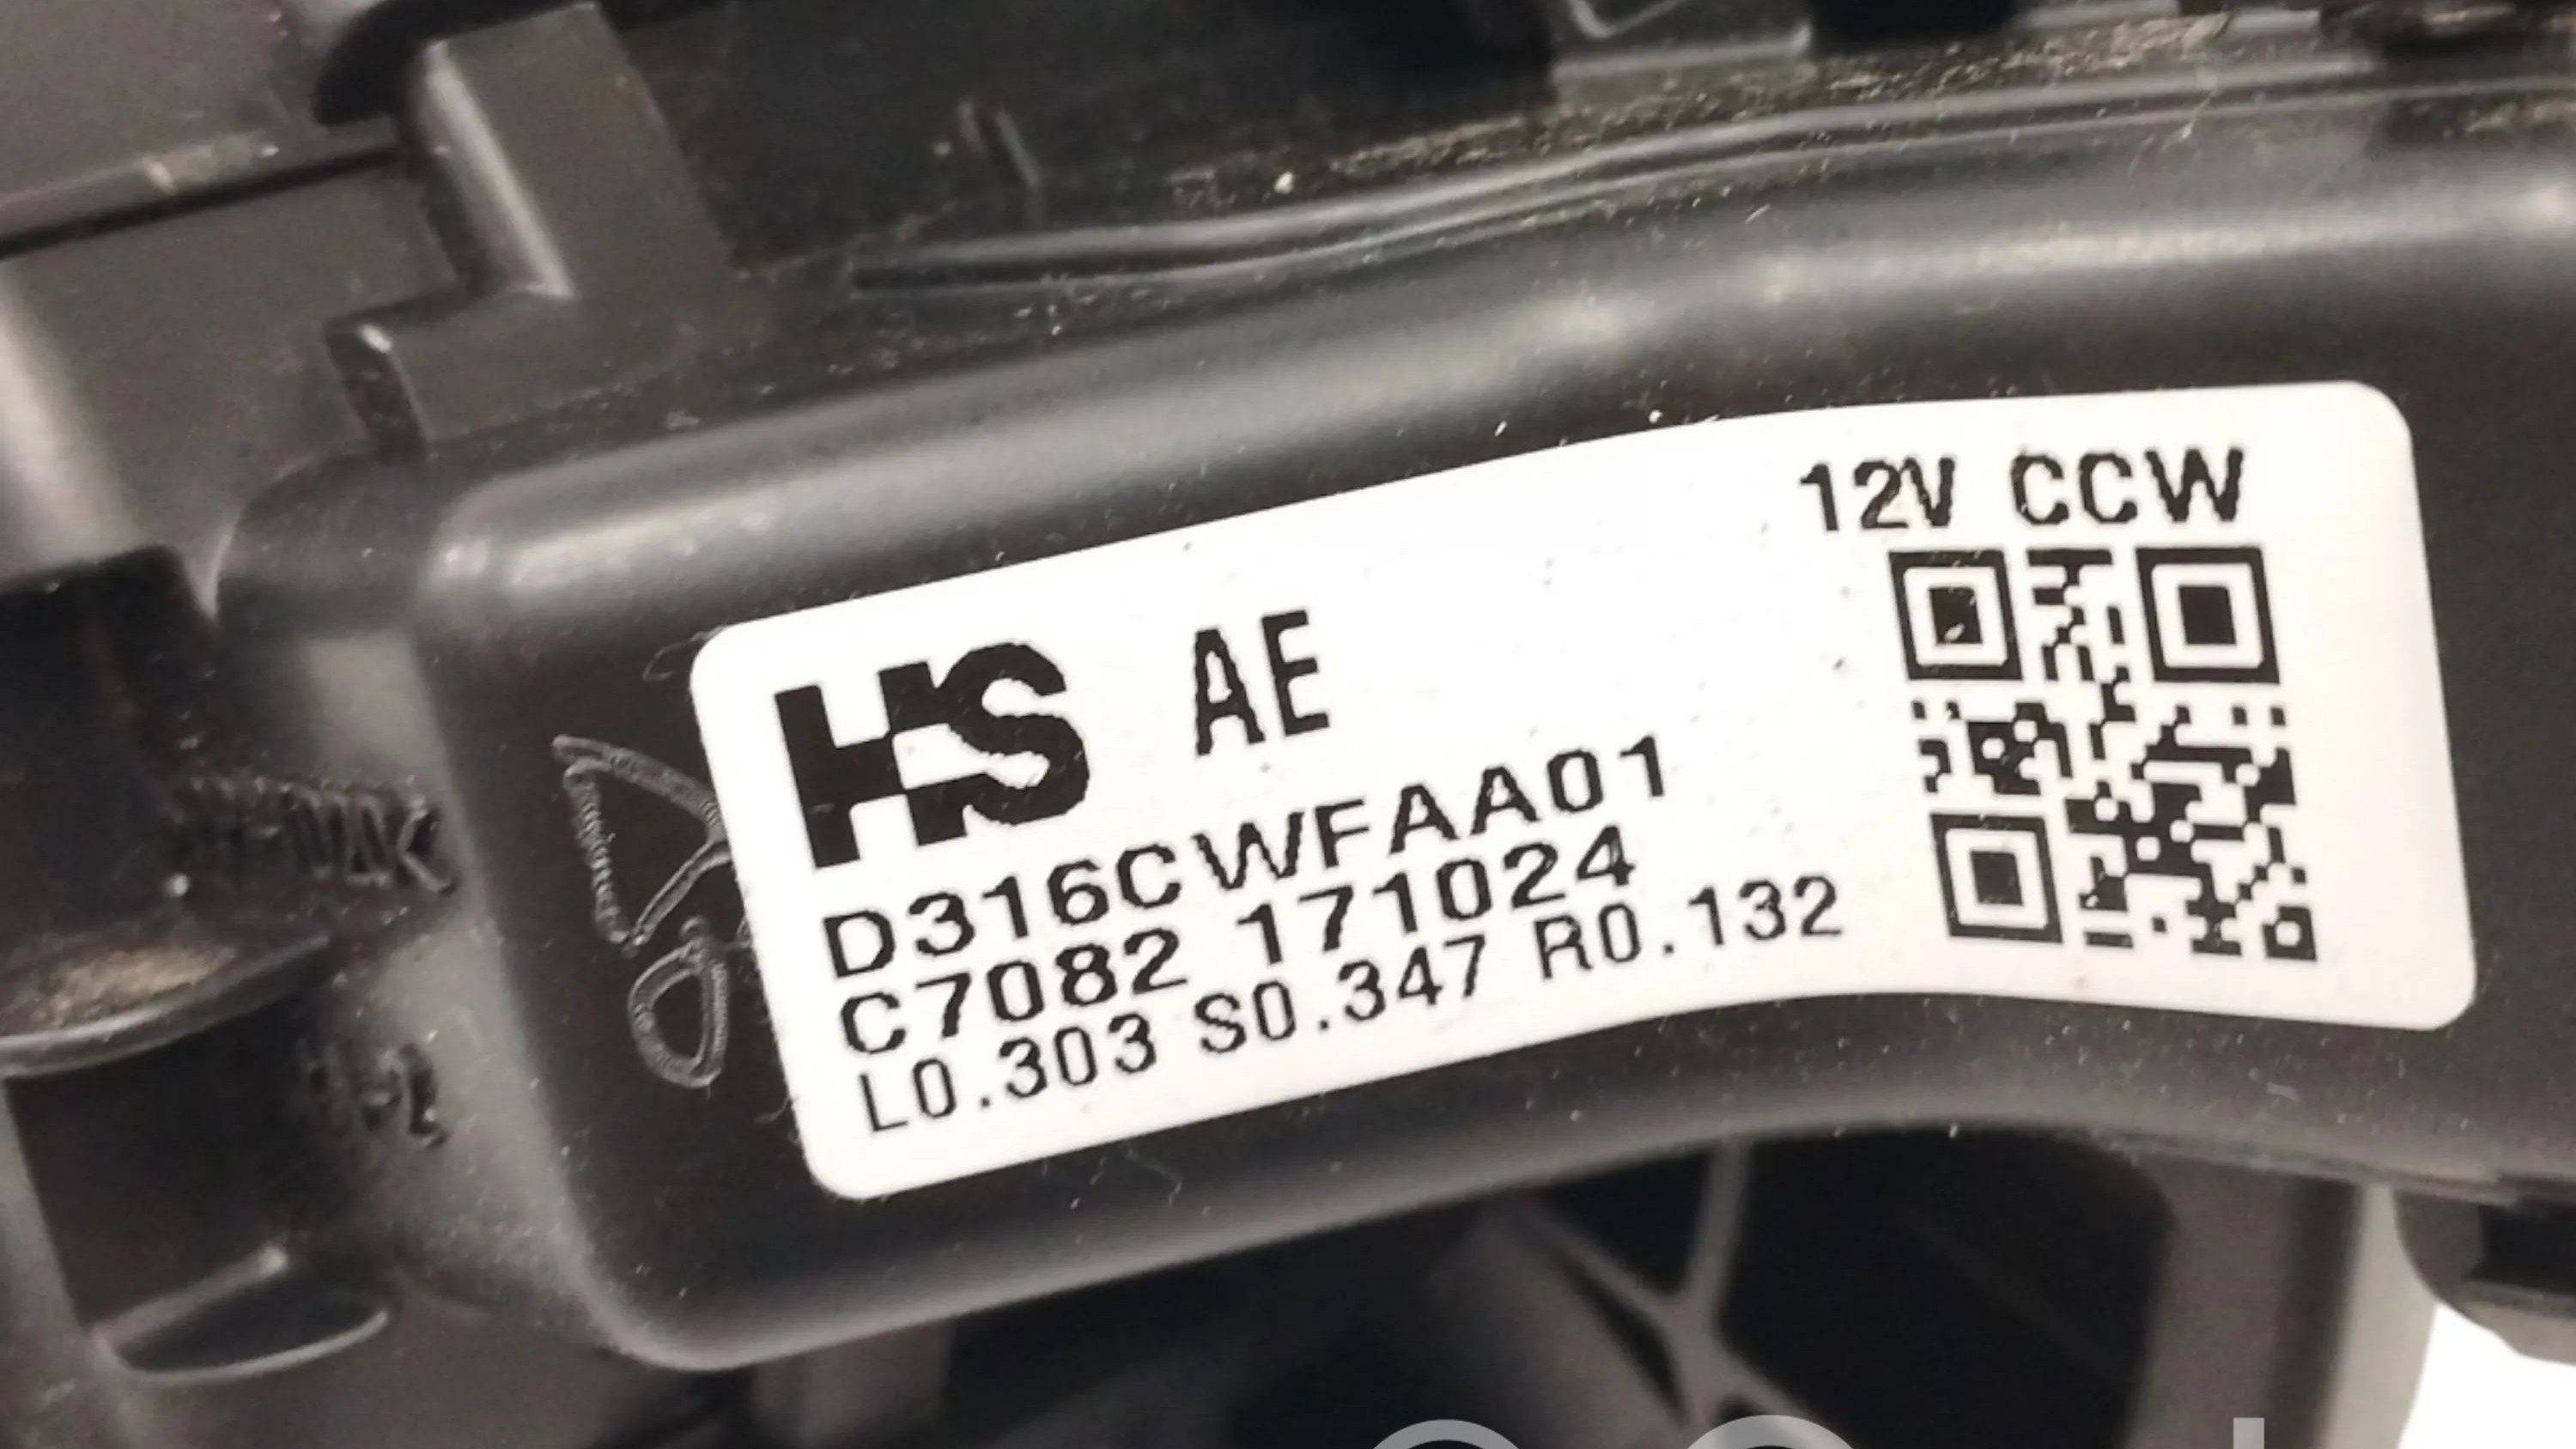 12V CCW
HS AE
D316CWFAA01
C7082 171024
L0.303 S0.347 R0.132